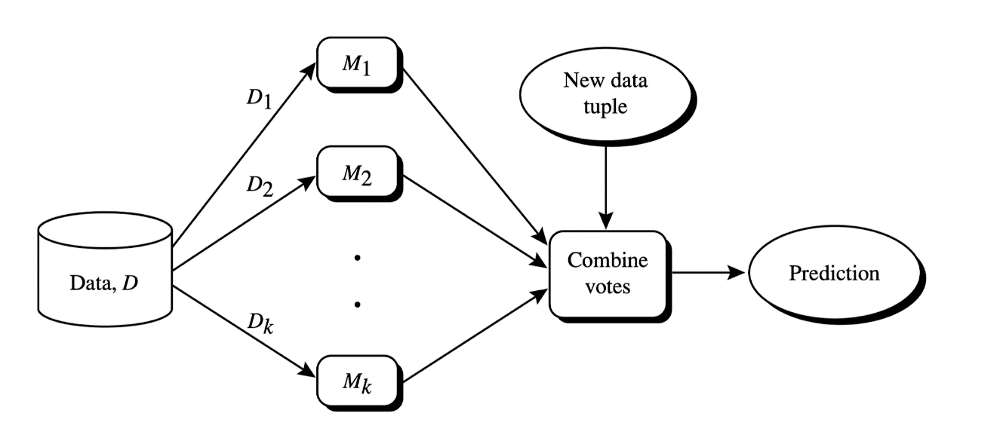 M1
New data
tuple
D1
M2
D2
Combine
votes
Prediction
Data, D
Dk
Mk